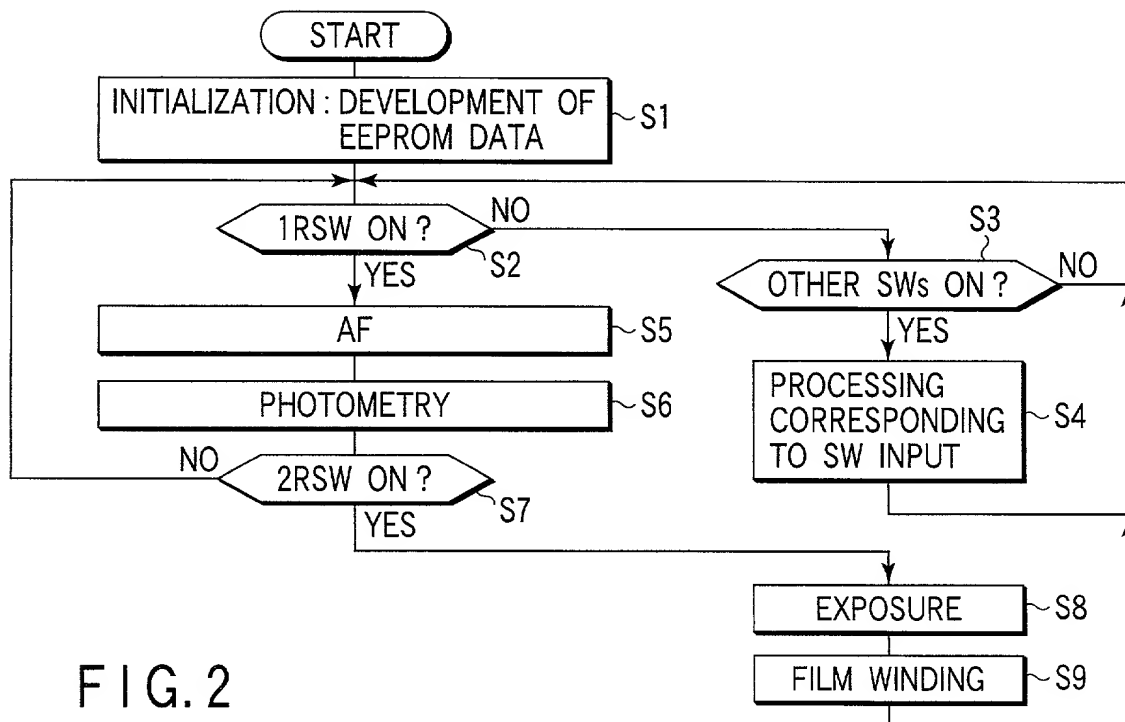 START
INITIALIZATION : DEVELOPMENT OF
EEPROM DATA
S1
1RSW ON ?
NO
S2
YES
S3
OTHER SWs ON ?
NO
YES
AF
S5
PHOTOMETRY
S6
PROCESSING
CORRESPONDING
TO SW INPUT
S4
NO
2RSW ON ?
S7
YES
EXPOSURE
S8
FILM WINDING
S9
FIG. 2